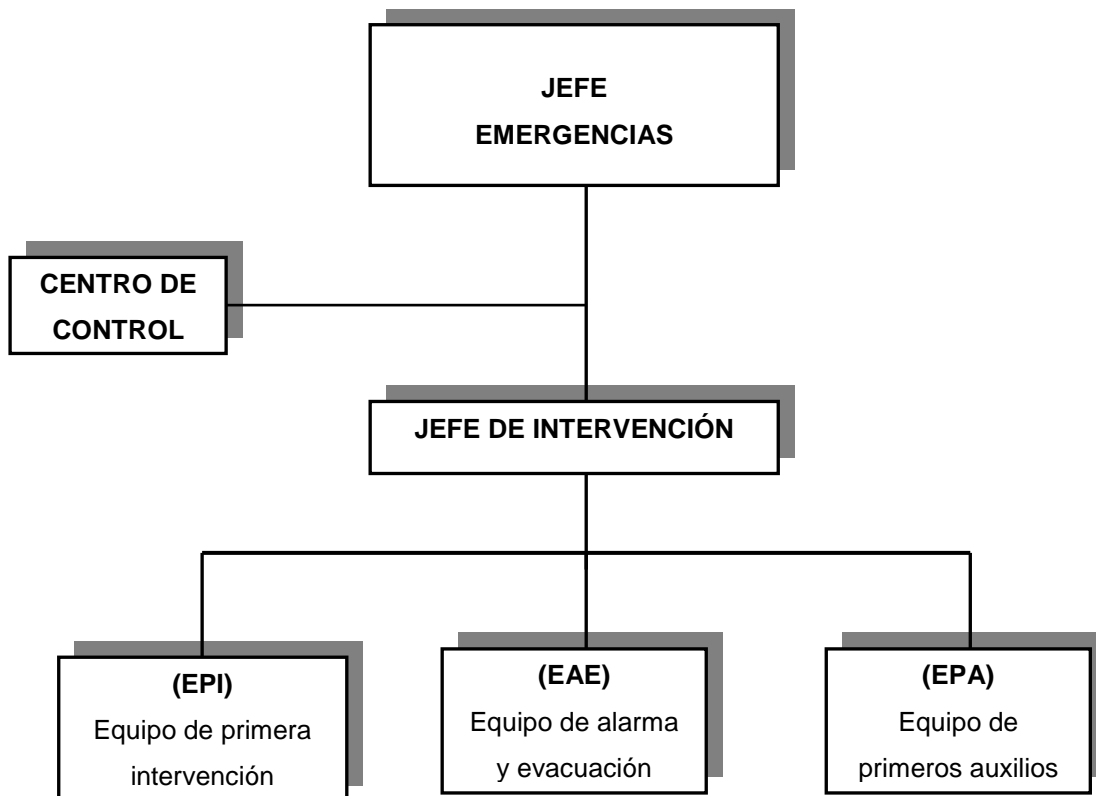 JEFE
EMERGENCIAS
CENTRO DE
CONTROL
JEFE DE INTERVENCIÓN
(EPI)
Equipo de primera
intervención
(EAE)
Equipo de alarma
y evacuación
(EPA)
Equipo de
primeros auxilios